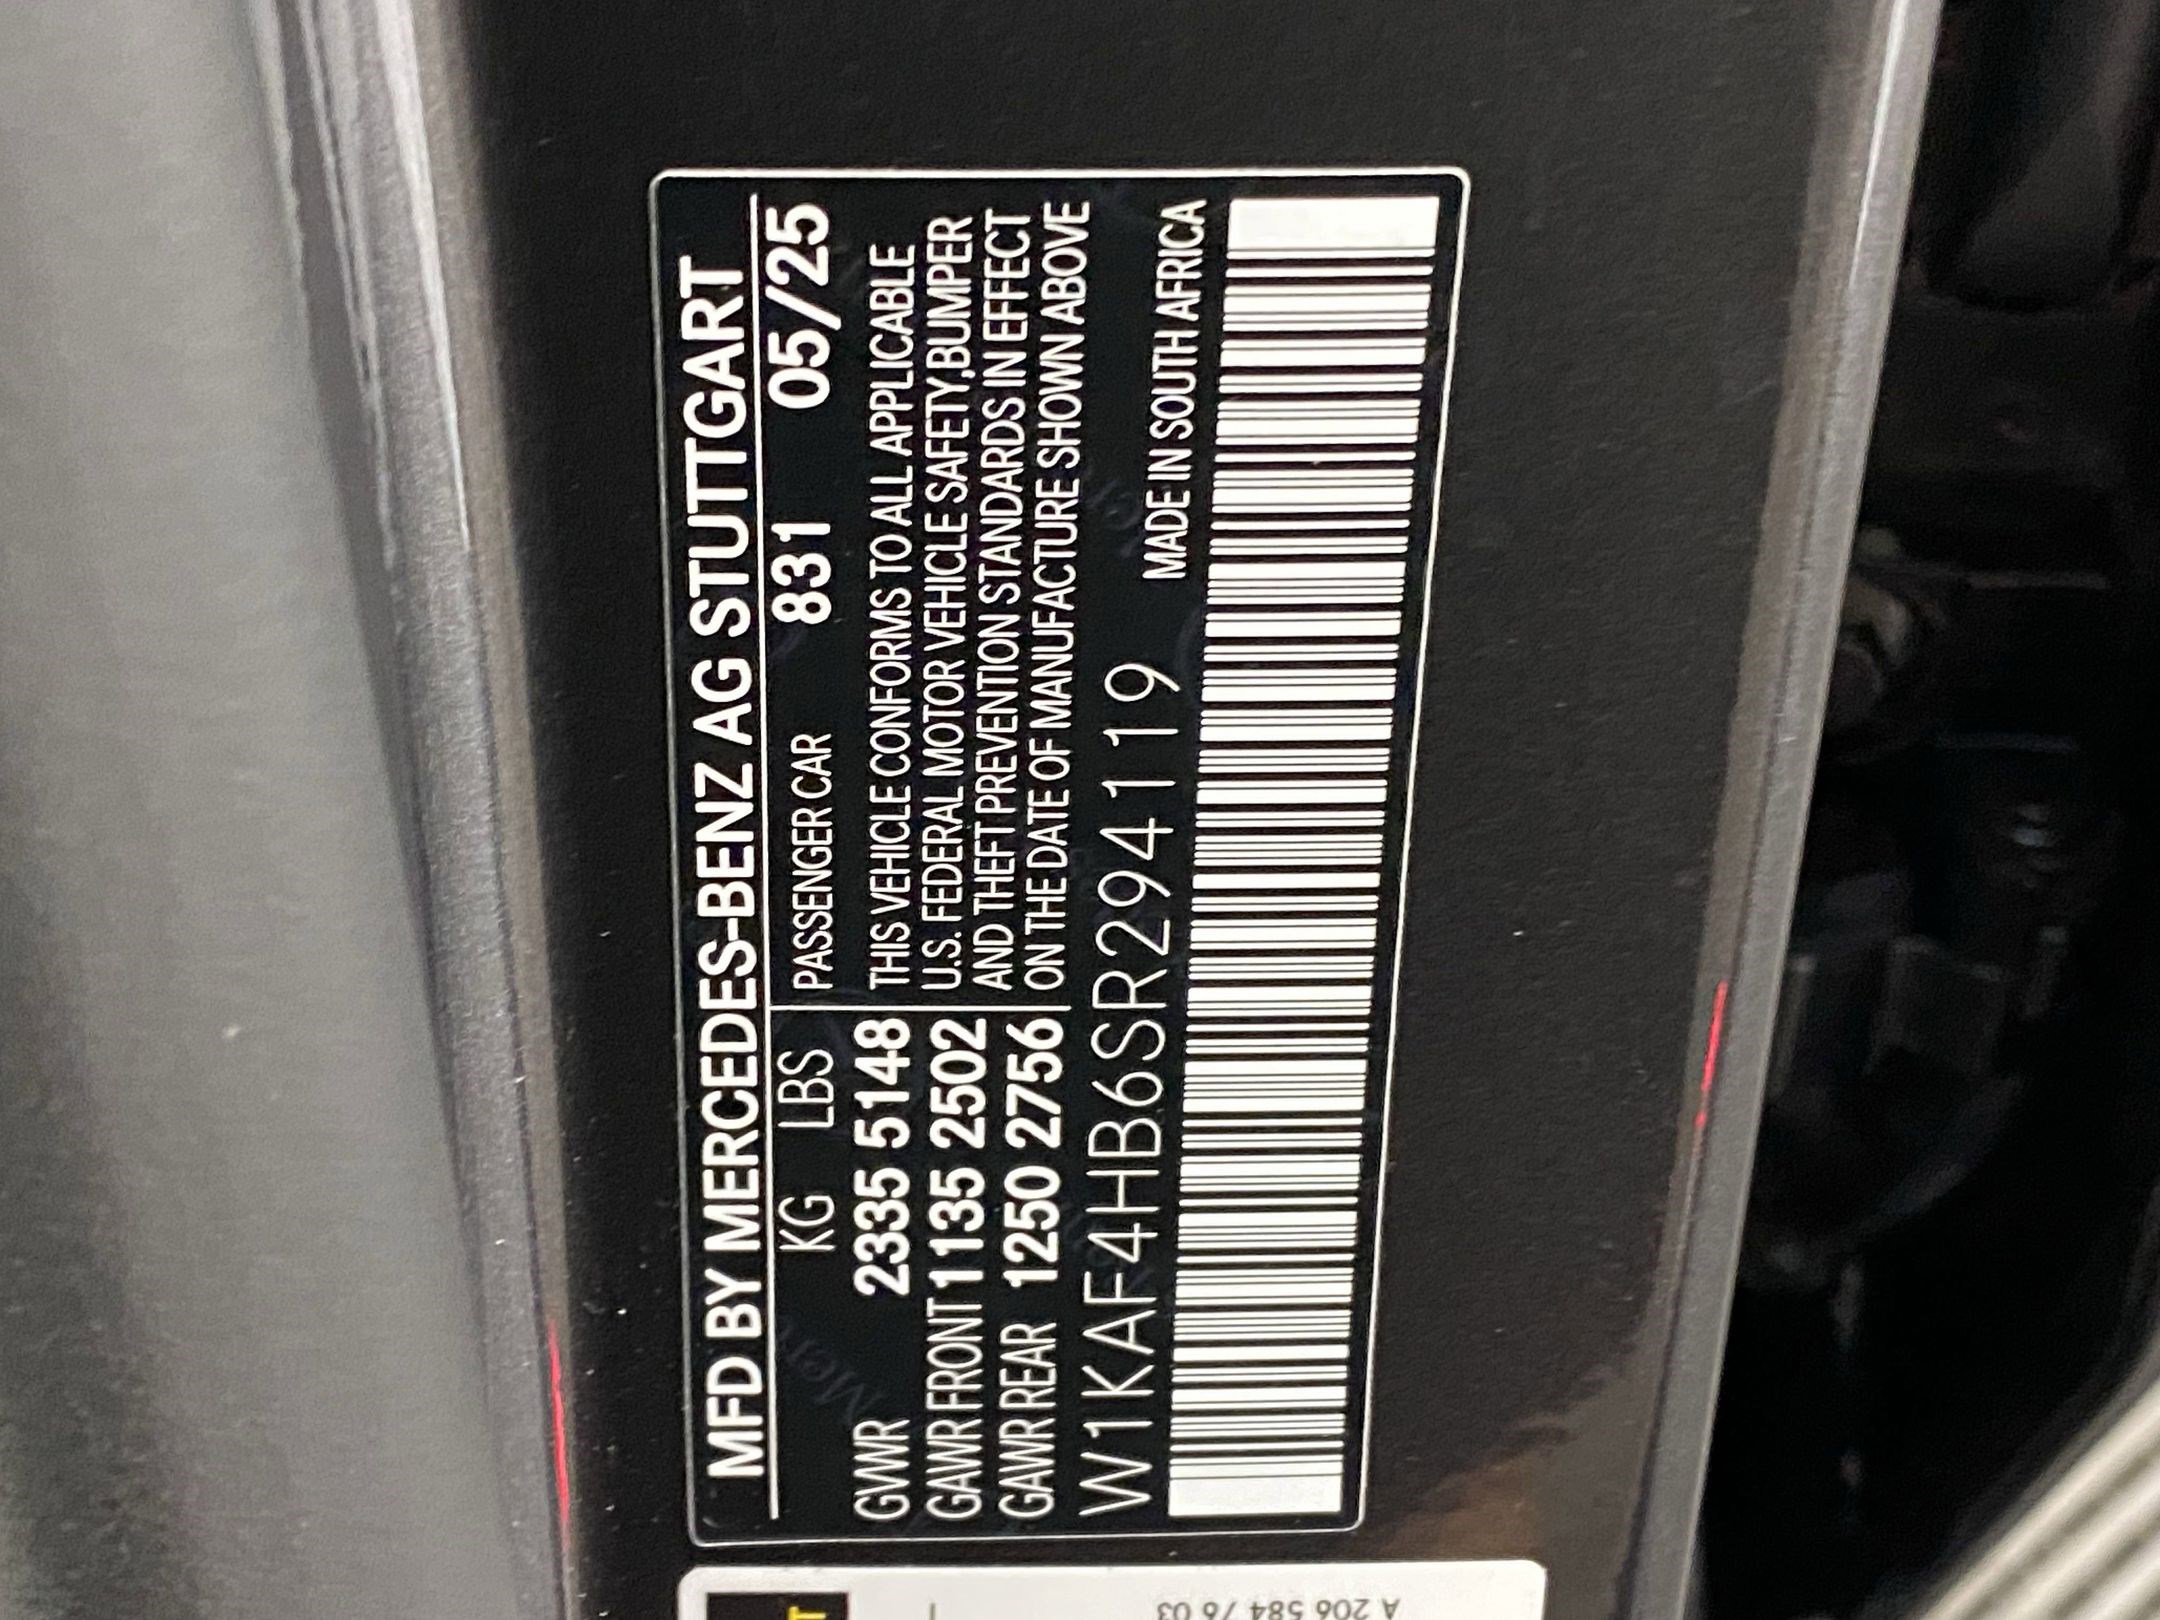 MFD BY MERCEDES-BENZ AG STUTTGART
KG LBS PASSENGER CAR 831 05/25
GVWR 2335 5148 THIS VEHICLE CONFORMS TO ALL APPLICABLE
GAWR FRONT 1135 2502 U.S. FEDERAL MOTOR VEHICLE SAFETY,BUMPER
GAWR REAR 1250 2756 AND THEFT PREVENTION STANDARDS IN EFFECT
ON THE DATE OF MANUFACTURE SHOWN ABOVE
W1KAF4HB6SR294119 MADE IN SOUTH AFRICA
A 206 584 76 03